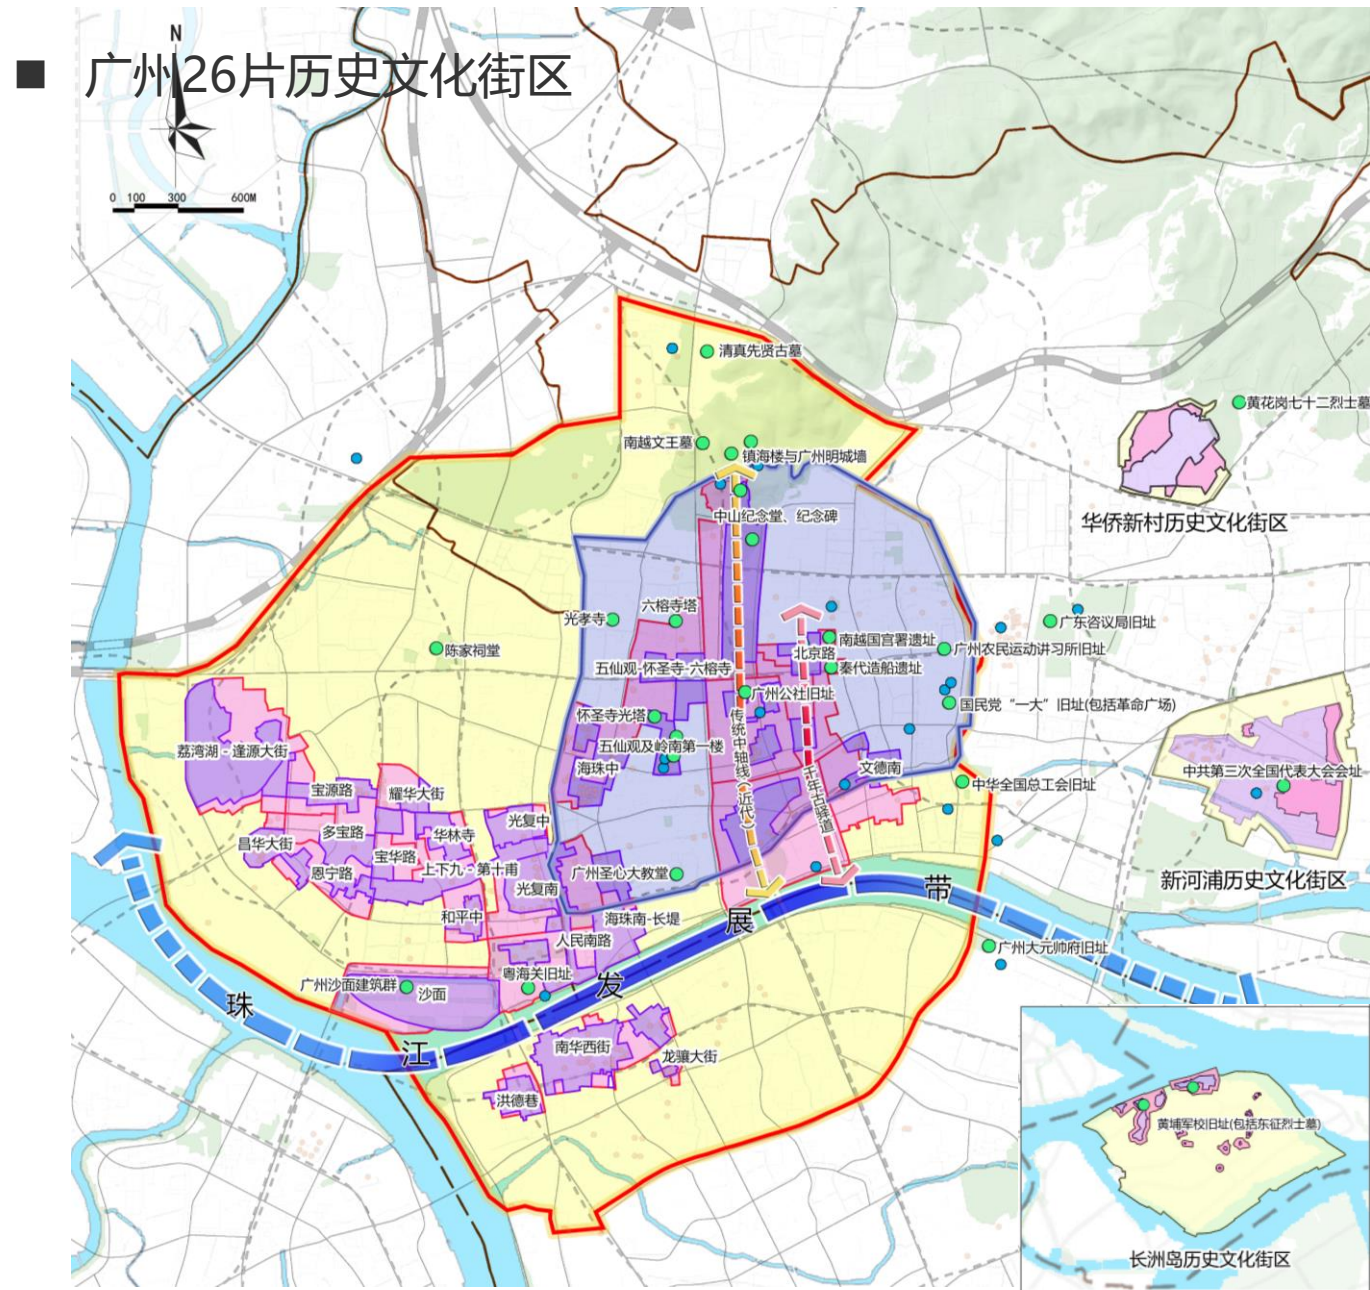 ■ 广州26片历史文化街区
N
0 100 300 600M
清真先贤古墓
黄花岗七十二烈士墓
南越文王墓
镇海楼与广州明城墙
中山纪念堂、纪念碑
华侨新村历史文化街区
六榕寺塔
光孝寺
广东咨议局旧址
南越国宫署遗址
陈家祠堂
北京路
广州农民运动讲习所旧址
五仙观-怀圣寺-六榕寺
秦代造船遗址
广州公社旧址
国民党“一大”旧址(包括革命广场)
怀圣寺光塔
传统中轴线(近代)
荔湾湖-逢源大街
五仙观及岭南第一楼
海珠中
文德南
中共第三次全国代表大会会址
千年古驿道
中华全国总工会旧址
宝源路
耀华大街
光复中
多宝路
华林寺
昌华大街
宝华路
恩宁路
上下九-第十甫
广州圣心大教堂
新河浦历史文化街区
光复南
和平中
海珠南-长堤
人民南路
广州大元帅府旧址
粤海关旧址
广州沙面建筑群
沙面
珠
江
发
展
带
南华西街
龙骧大街
洪德巷
黄埔军校旧址(包括东征烈士墓)
长洲岛历史文化街区